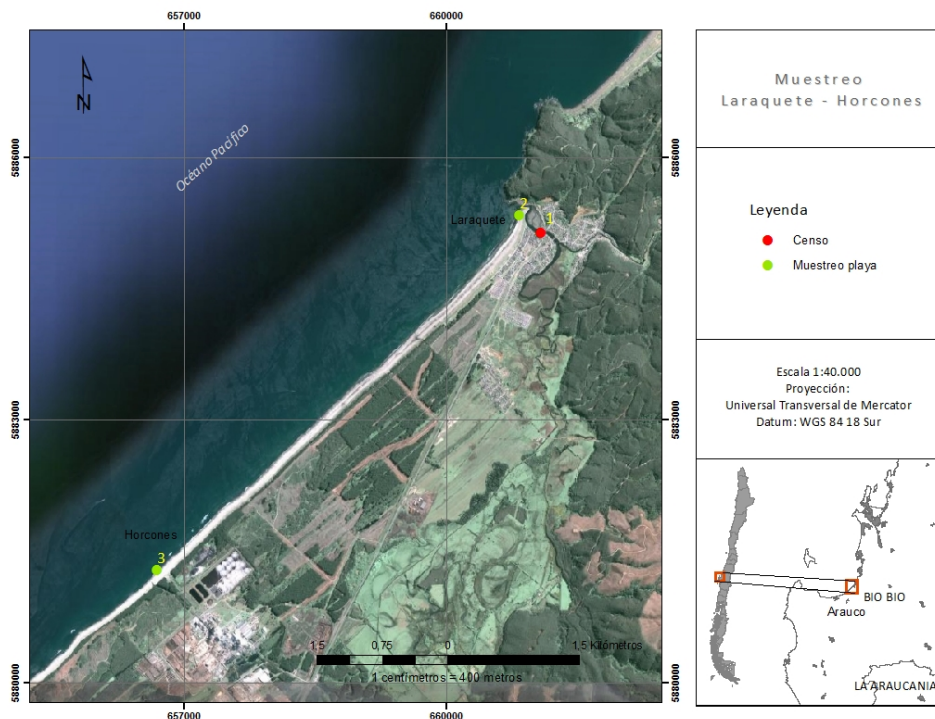 657000
660000
5886000
5886000
5883000
5883000
5880000
5880000
N
Océano Pacífico
Laraquete
2
1
Horcones
3
1,5 0,75 0 1,5 Kilómetros
1 centímetros = 400 metros
657000
660000
Muestreo
Laraquete - Horcones
Leyenda
Censo
Muestreo playa
Escala 1:40.000
Proyección:
Universal Transversal de Mercator
Datum: WGS 84 18 Sur
BIO BIO
Arauco
LA ARAUCANIA